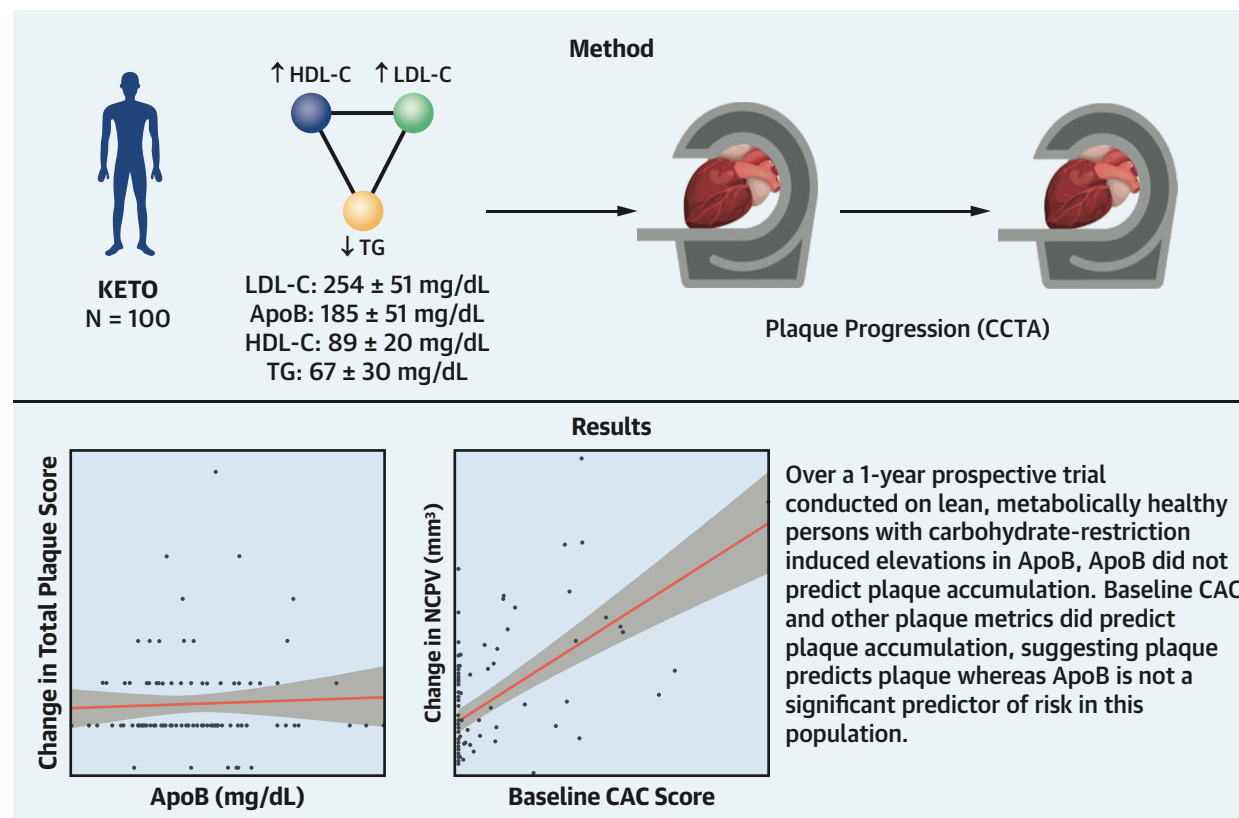 Method
↑ HDL-C ↑ LDL-C
↓ TG
KETO
N = 100
LDL-C: 254 ± 51 mg/dL
ApoB: 185 ± 51 mg/dL
HDL-C: 89 ± 20 mg/dL
TG: 67 ± 30 mg/dL
Plaque Progression (CCTA)
Results
Change in Total Plaque Score
ApoB (mg/dL)
Change in NCPV (mm³)
Baseline CAC Score
Over a 1-year prospective trial
conducted on lean, metabolically healthy
persons with carbohydrate-restriction
induced elevations in ApoB, ApoB did not
predict plaque accumulation. Baseline CAC
and other plaque metrics did predict
plaque accumulation, suggesting plaque
predicts plaque whereas ApoB is not a
significant predictor of risk in this
population.